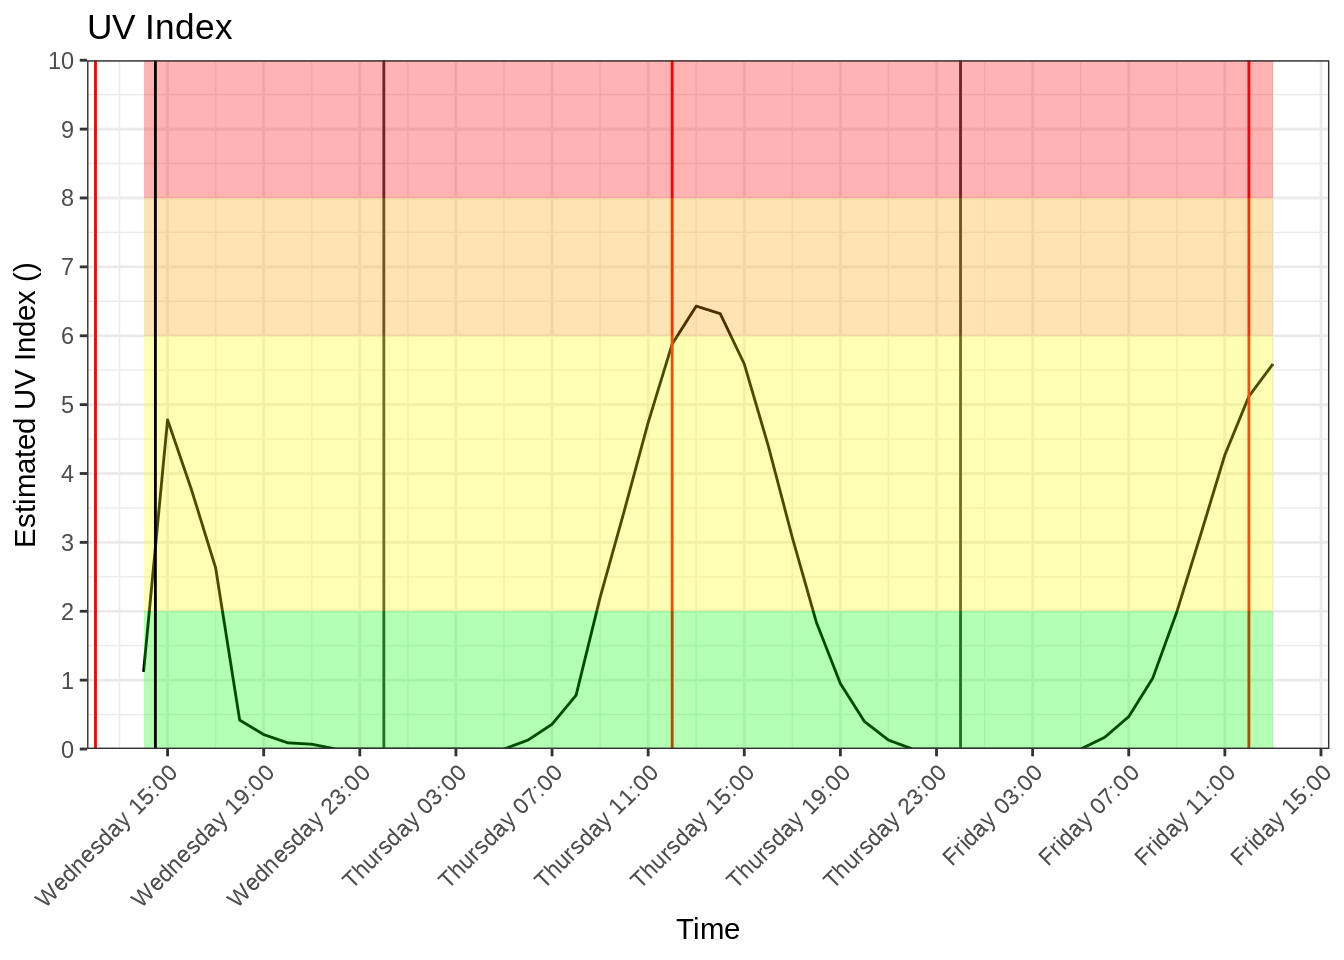 UV Index
Estimated UV Index ()
10
9
8
7
6
5
4
3
2
1
0
Wednesday 15:00
Wednesday 19:00
Wednesday 23:00
Thursday 03:00
Thursday 07:00
Thursday 11:00
Thursday 15:00
Thursday 19:00
Thursday 23:00
Friday 03:00
Friday 07:00
Friday 11:00
Friday 15:00
Time